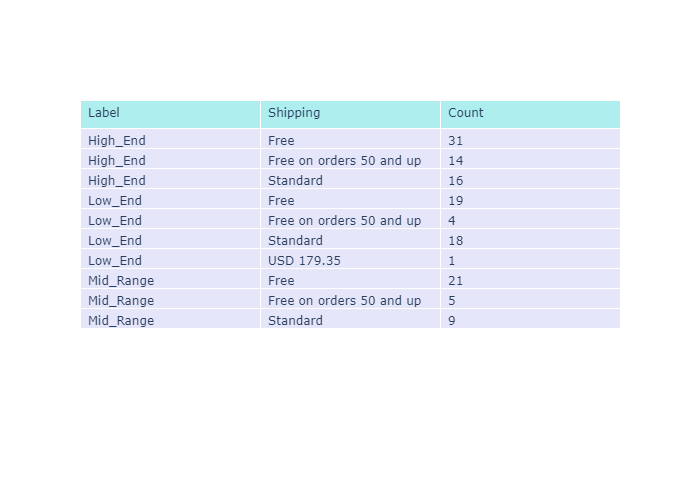 Label Shipping Count
High_End Free 31
High_End Free on orders 50 and up 14
High_End Standard 16
Low_End Free 19
Low_End Free on orders 50 and up 4
Low_End Standard 18
Low_End USD 179.35 1
Mid_Range Free 21
Mid_Range Free on orders 50 and up 5
Mid_Range Standard 9